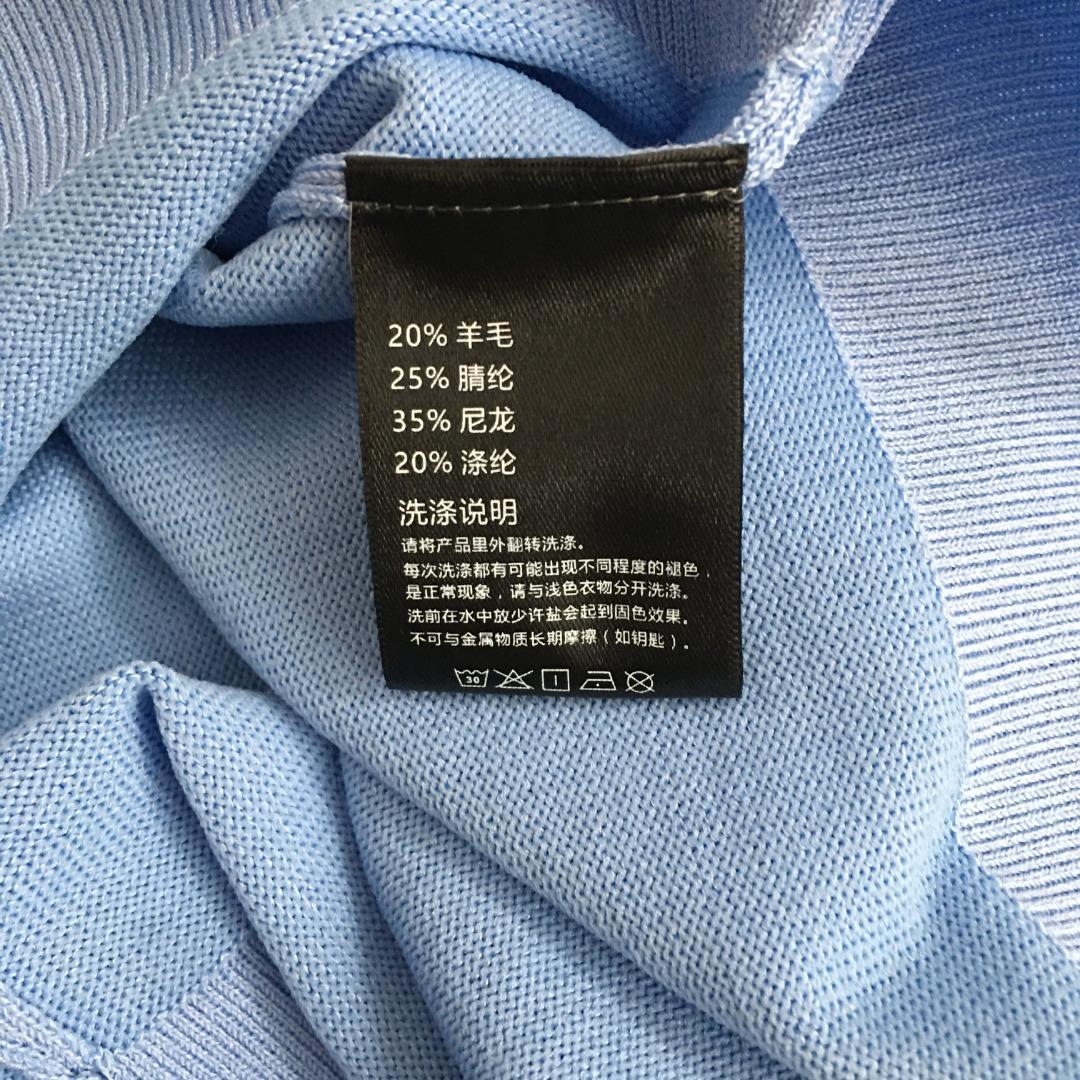 20% 羊毛
25% 腈纶
35% 尼龙
20% 涤纶
洗涤说明
请将产品里外翻转洗涤。
每次洗涤都有可能出现不同程度的褪色，
是正常现象，请与浅色衣物分开洗涤。
洗前在水中放少许盐会起到固色效果。
不可与金属物质长期摩擦（如钥匙）。
30